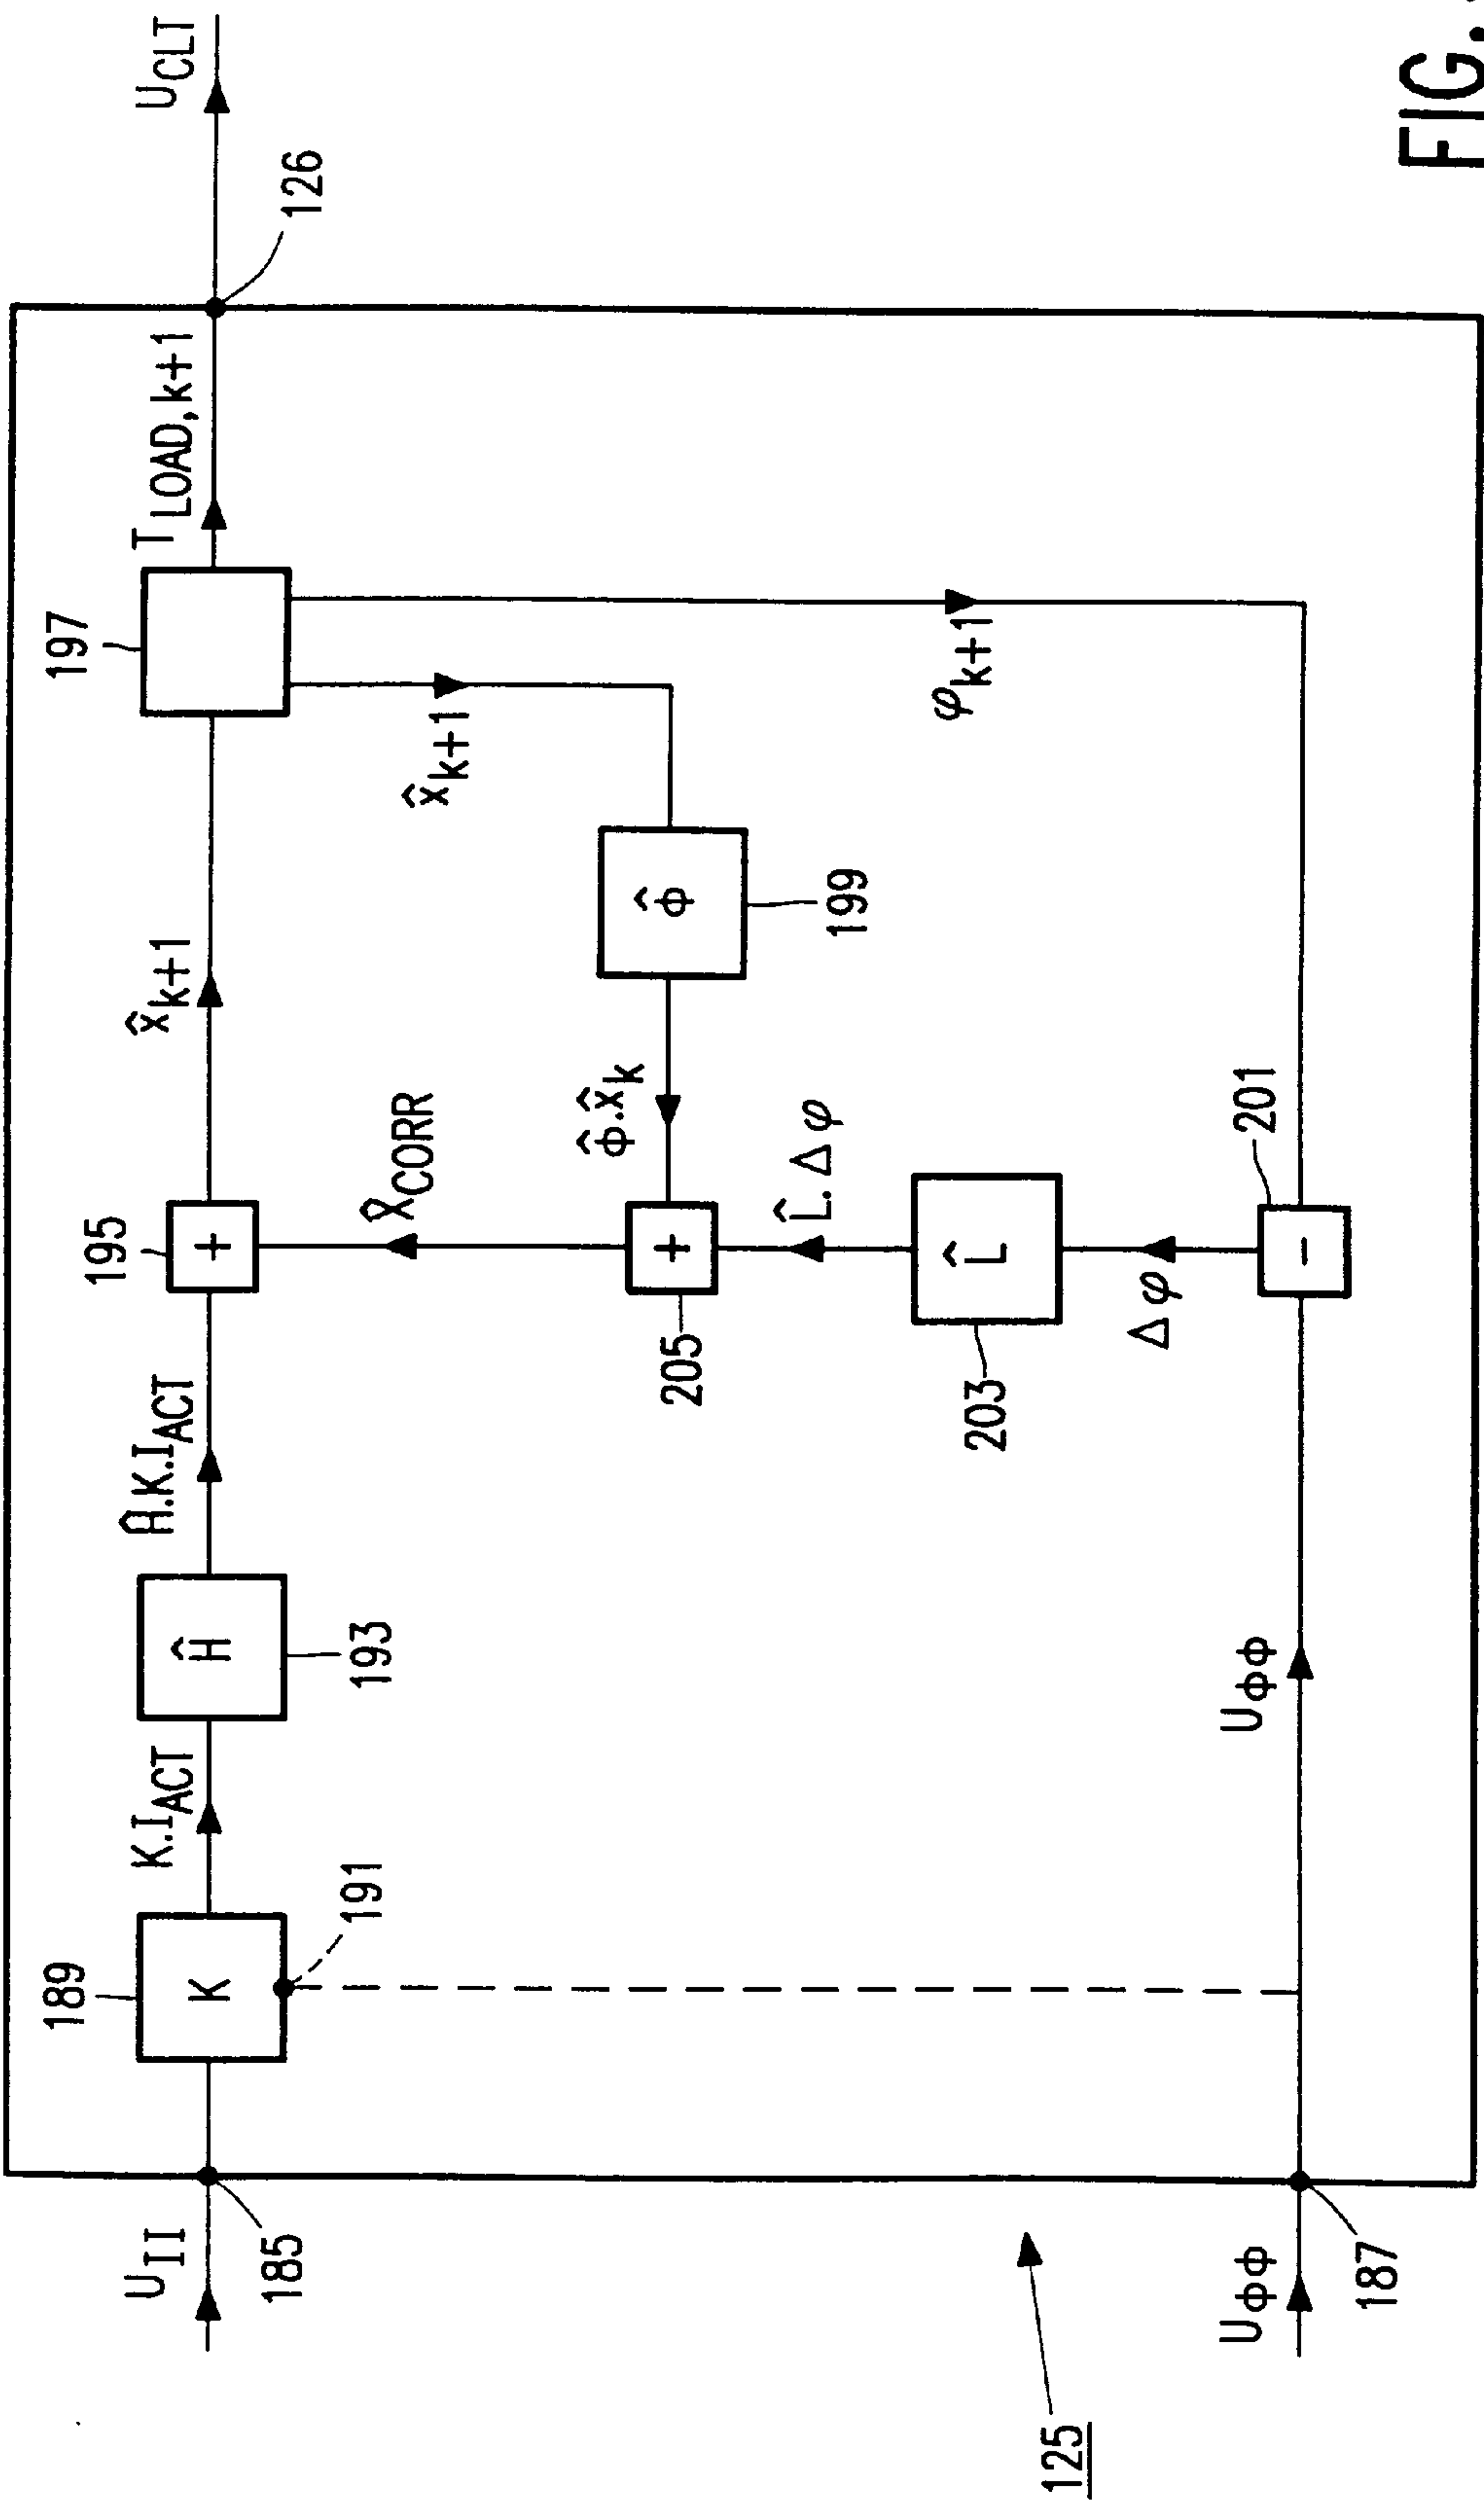 197
T_LOAD,k+1
U_CLT
195
x̂_k+1
126
189
K.I_ACT
Ĥ.K.I_ACT
K
Ĥ
+
U_II
185
191
193
x̂_CORR
x̂_k+1
Φ̂.x̂_k
Φ̂
205
+
199
L̂.Δφ
203
L̂
φ_k+1
125
Δφ
201
U_ΦΦ
U_ΦΦ
−
187
FIG.